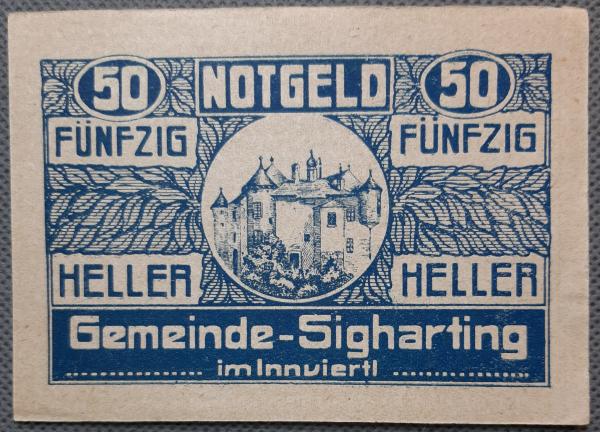 50 NOTGELD 50
FÜNFZIG FÜNFZIG
HELLER HELLER
Gemeinde-Sigharting
im Innviertl